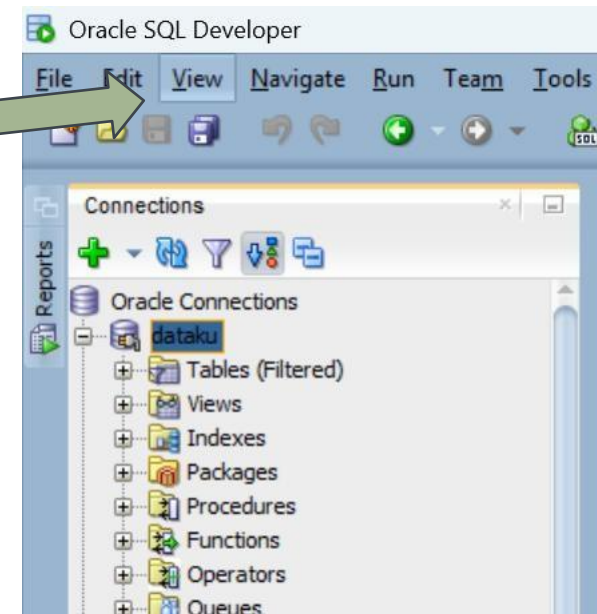 Oracle SQL Developer
File Edit View Navigate Run Team Tools
SQL
Connections
Reports
Oracle Connections
dataku
Tables (Filtered)
Views
Indexes
Packages
Procedures
Functions
Operators
Queues